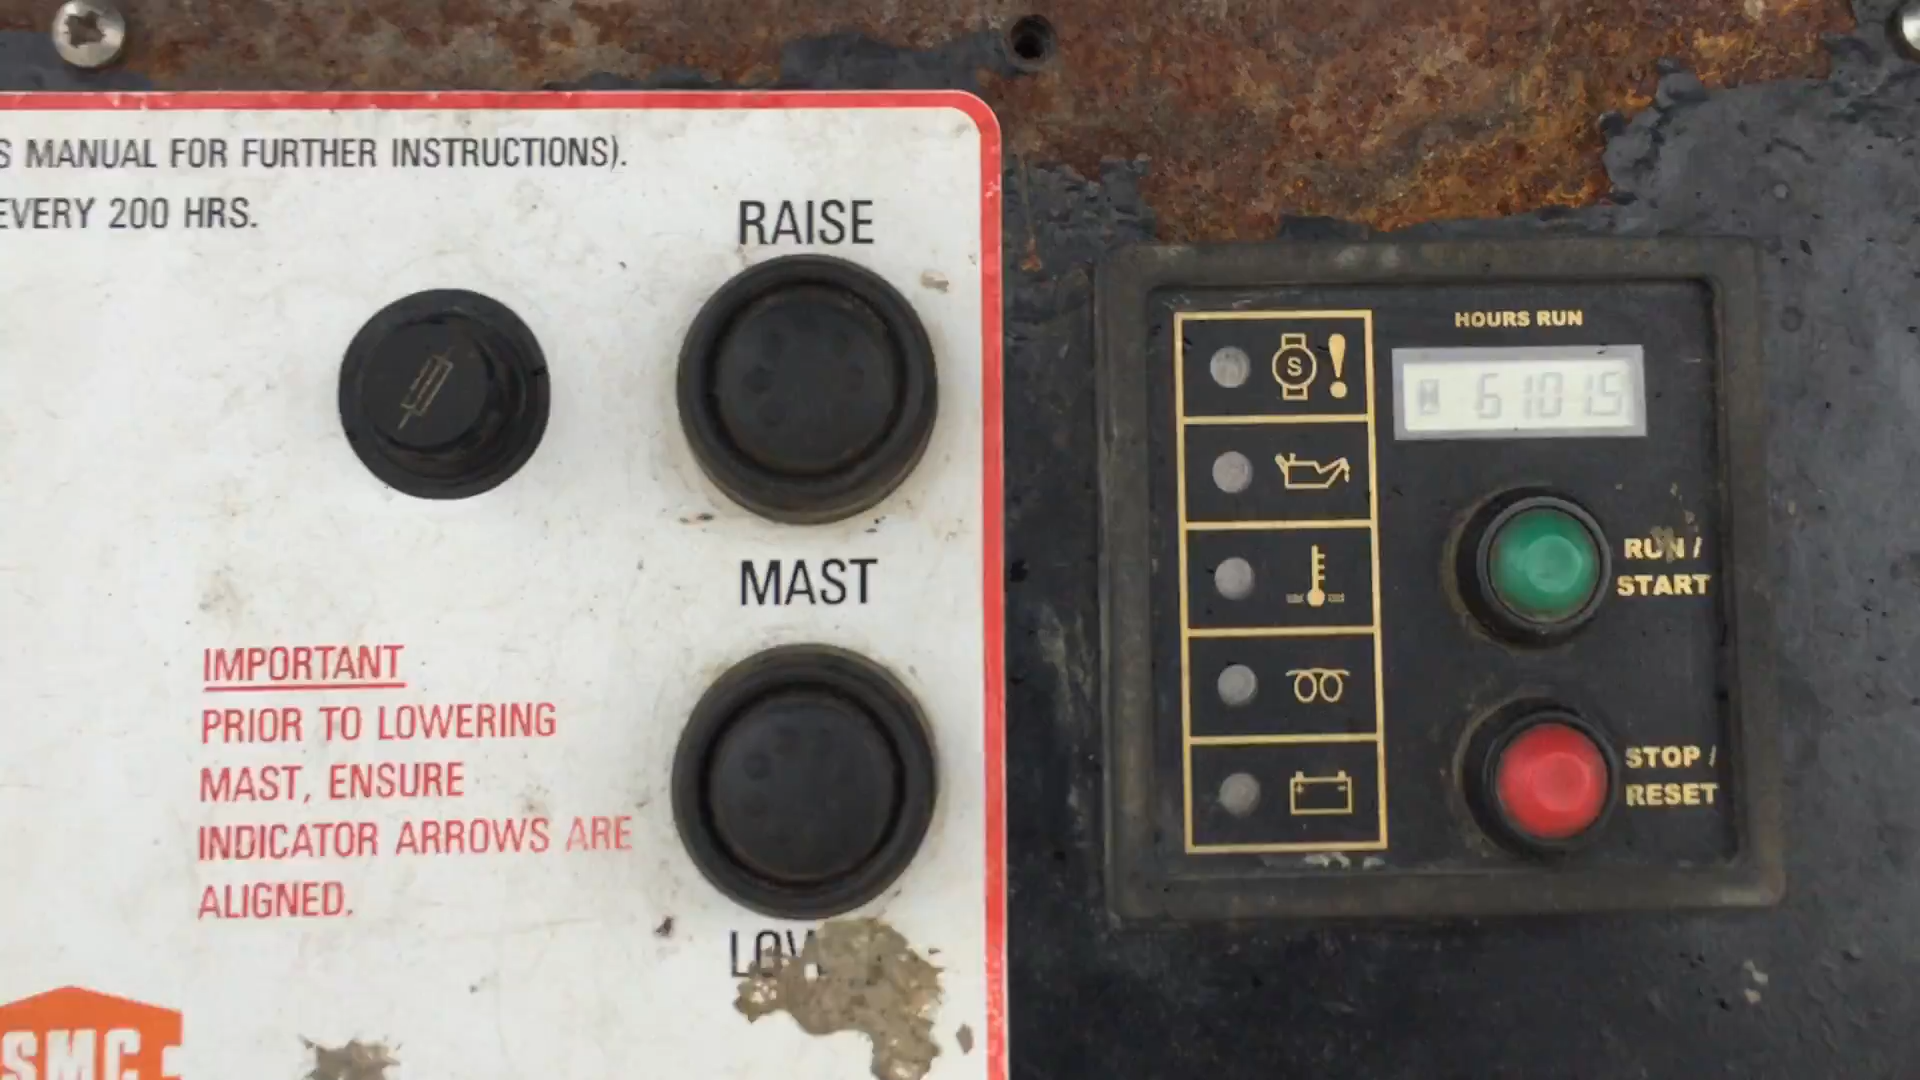 S MANUAL FOR FURTHER INSTRUCTIONS).
EVERY 200 HRS.
RAISE
MAST
IMPORTANT
PRIOR TO LOWERING
MAST, ENSURE
INDICATOR ARROWS ARE
ALIGNED.
LOW
SMC
HOURS RUN
61015
S !
RUN /
START
STOP /
RESET